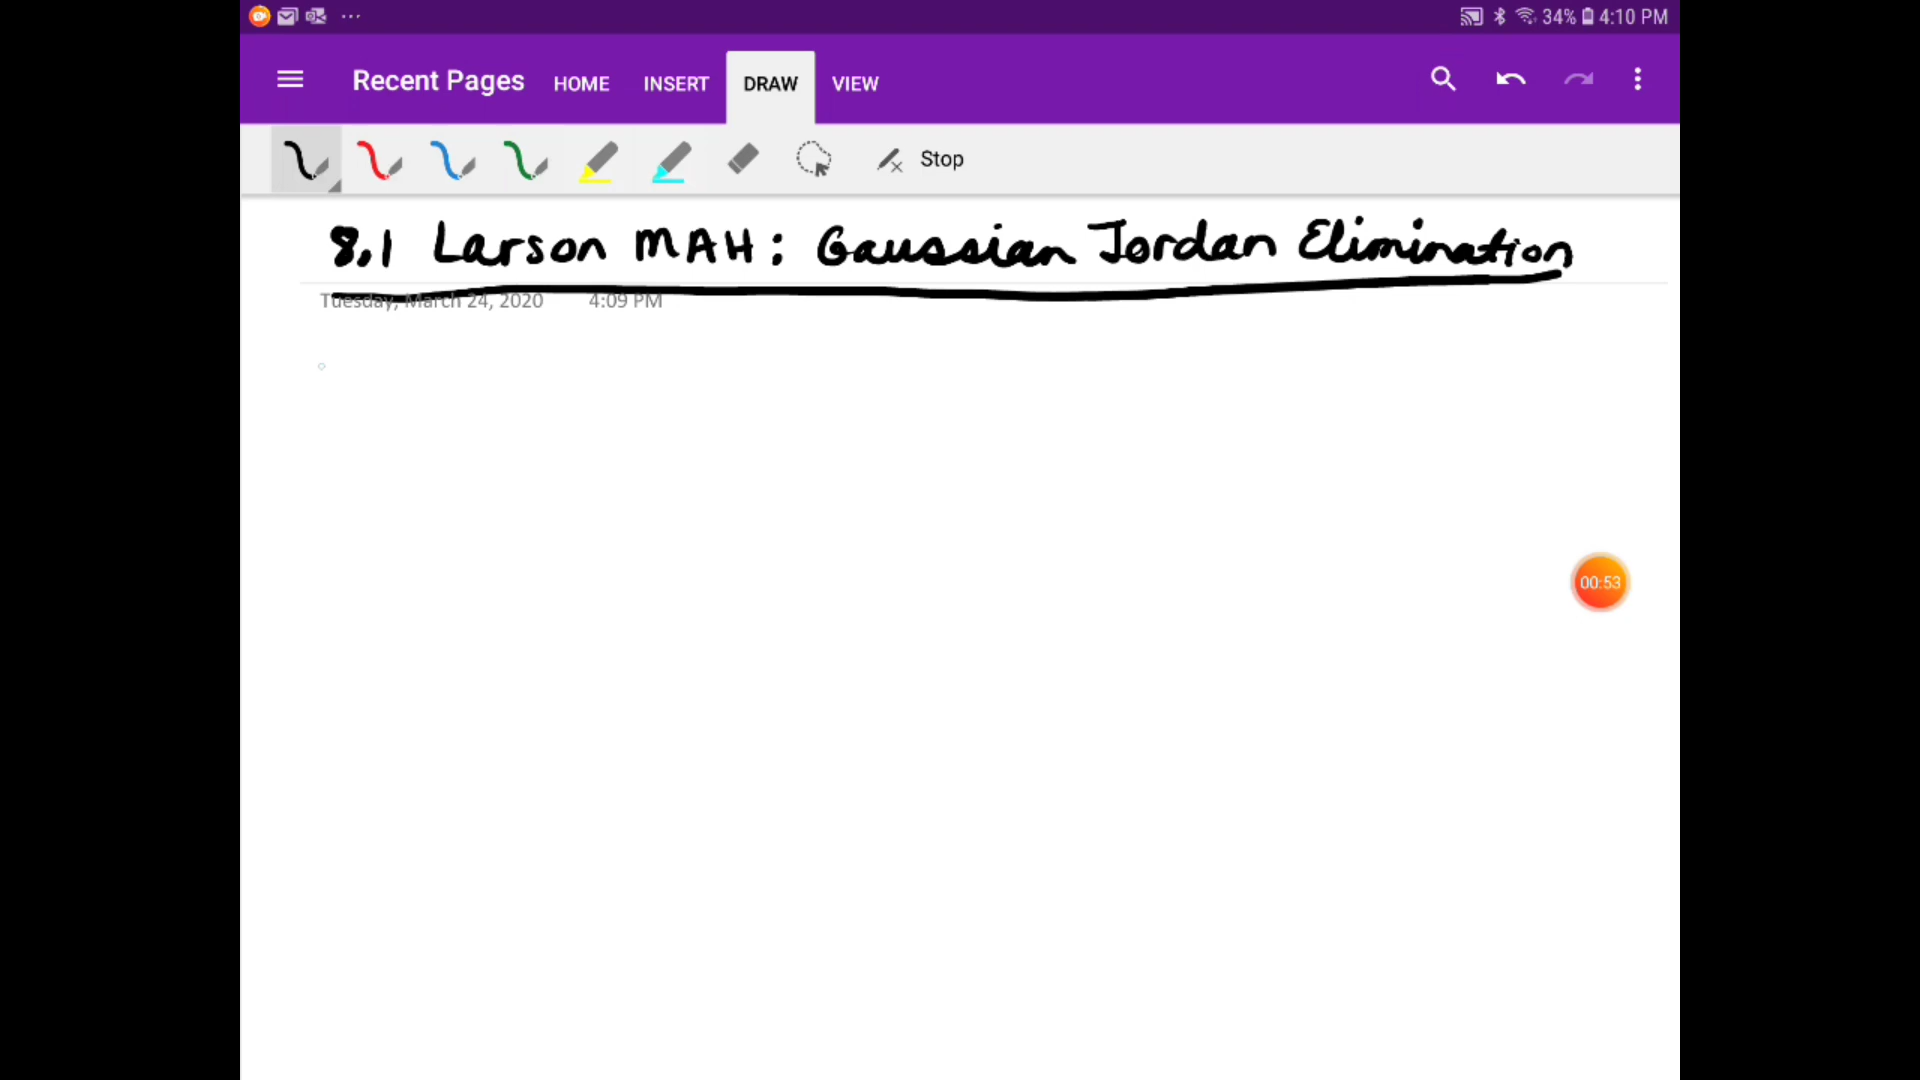 34% 4:10 PM
Recent Pages HOME INSERT DRAW VIEW
Stop
8.1 Larson MAH: Gaussian Jordan Elimination
Tuesday, March 24, 2020 4:09 PM
00:53